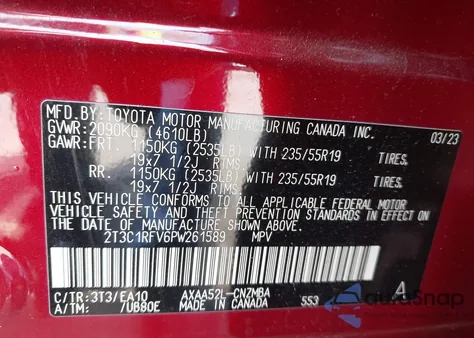 MFD.BY:TOYOTA MOTOR MANUFACTURING CANADA INC.
GVWR:2090KG (4610LB) 03/23
GAWR:FRT. 1150KG (2535LB) WITH 235/55R19 TIRES.
19x7 1/2J RIMS
RR. 1150KG (2535LB) WITH 235/55R19 TIRES.
19x7 1/2J RIMS
THIS VEHICLE CONFORMS TO ALL APPLICABLE FEDERAL MOTOR
VEHICLE SAFETY, BUMPER, AND THEFT PREVENTION STANDARDS IN EFFECT ON
THE DATE OF MANUFACTURE SHOWN ABOVE.
2T3C1RFV6PW261589 MPV
C/TR:3T3/EA10 AXAA52L-CNZMBA
A/TM: /UB80E MADE IN CANADA 553
A
autoSnap